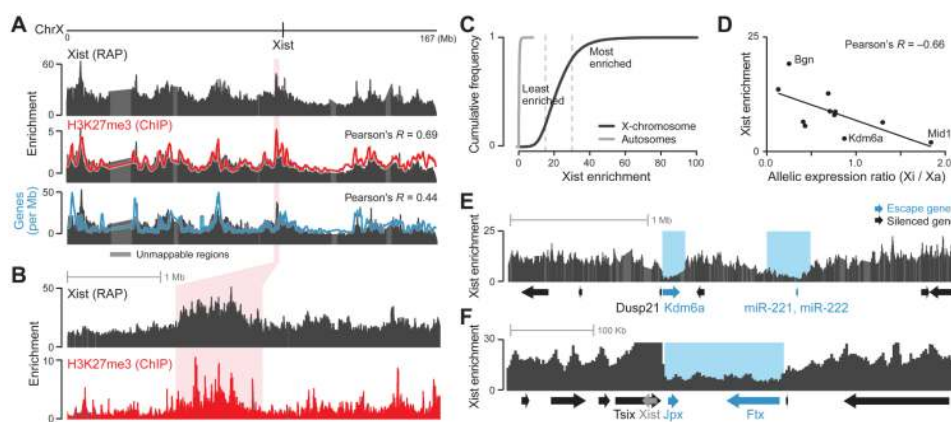 A
ChrX
0
Xist
167 (Mb)
Xist (RAP)
60
0
Enrichment
H3K27me3 (ChIP)
Pearson's R = 0.69
5
0
Genes
(per Mb)
Pearson's R = 0.44
50
0
Unmappable regions
B
1 Mb
Xist (RAP)
60
0
Enrichment
H3K27me3 (ChIP)
10
0
C
Cumulative frequency
1
0
Most
enriched
Least
enriched
X-chromosome
Autosomes
0 20 40 60 80 100
Xist enrichment
D
Xist enrichment
25
0
Pearson's R = –0.66
Bgn
Kdm6a
Mid1
0.0 1.0 2.0
Allelic expression ratio (Xi / Xa)
E
1 Mb
Escape gene
Silenced gene
Xist enrichment
25
0
Dusp21 Kdm6a miR-221, miR-222
F
100 Kb
Xist enrichment
30
0
Tsix Xist Jpx Ftx